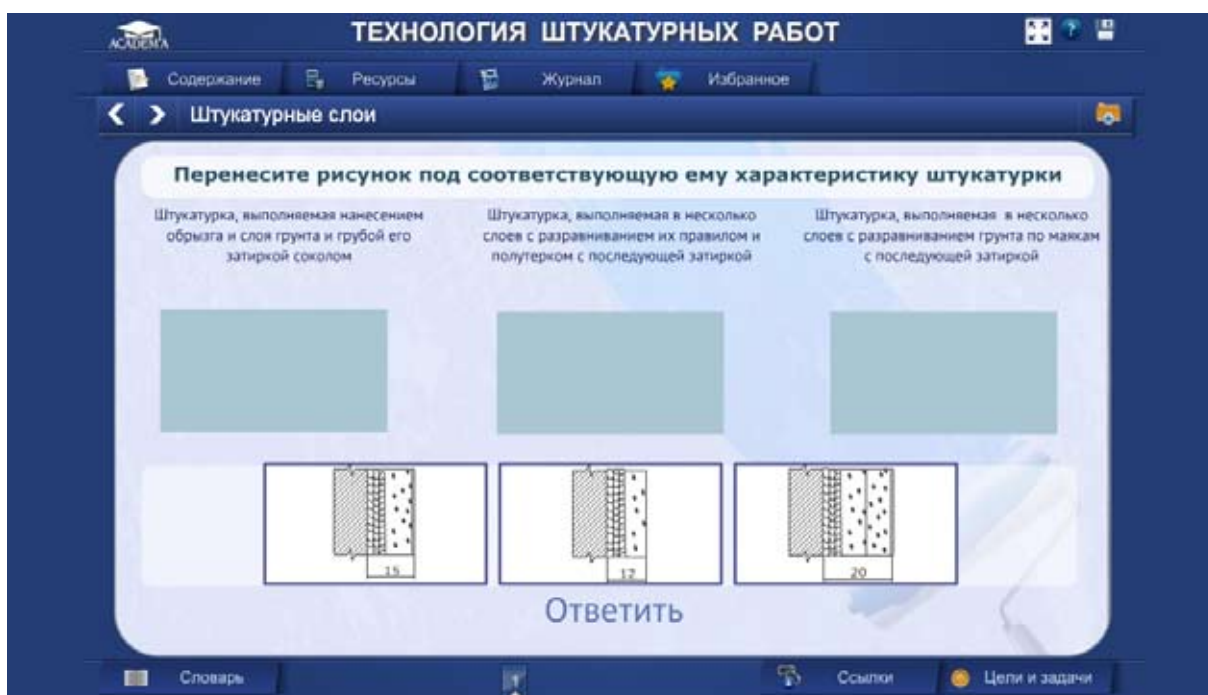 ACADEM'A
ТЕХНОЛОГИЯ ШТУКАТУРНЫХ РАБОТ
?
Содержание
Ресурсы
Журнал
Избранное
Штукатурные слои
Перенесите рисунок под соответствующую ему характеристику штукатурки
Штукатурка, выполняемая нанесением
обрызга и слоя грунта и грубой его
затиркой соколом
Штукатурка, выполняемая в несколько
слоев с разравниванием их правилом и
полутерком с последующей затиркой
Штукатурка, выполняемая в несколько
слоев с разравниванием грунта по маякам
с последующей затиркой
15
12
20
Ответить
Словарь
1
Ссылки
Цели и задачи